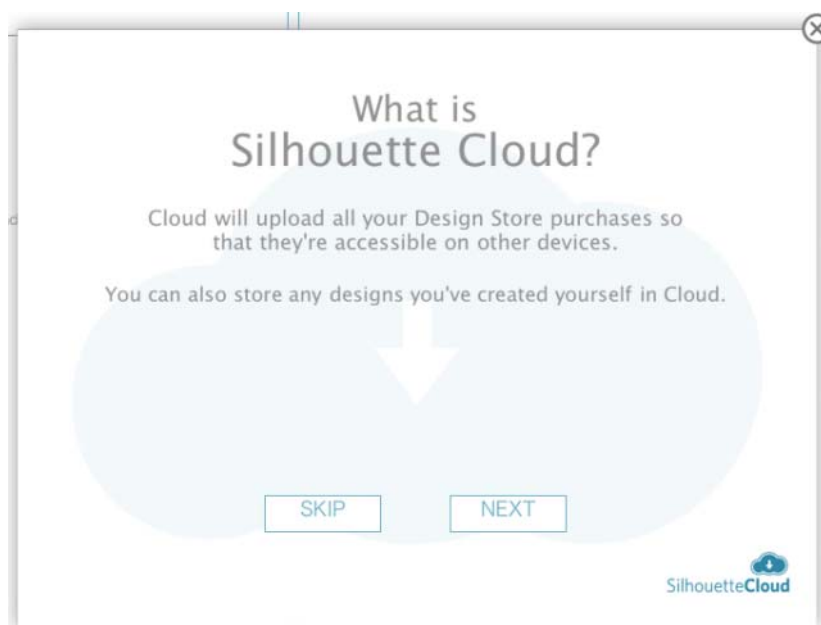 What is
Silhouette Cloud?
Cloud will upload all your Design Store purchases so
that they're accessible on other devices.
You can also store any designs you've created yourself in Cloud.
SKIP
NEXT
SilhouetteCloud